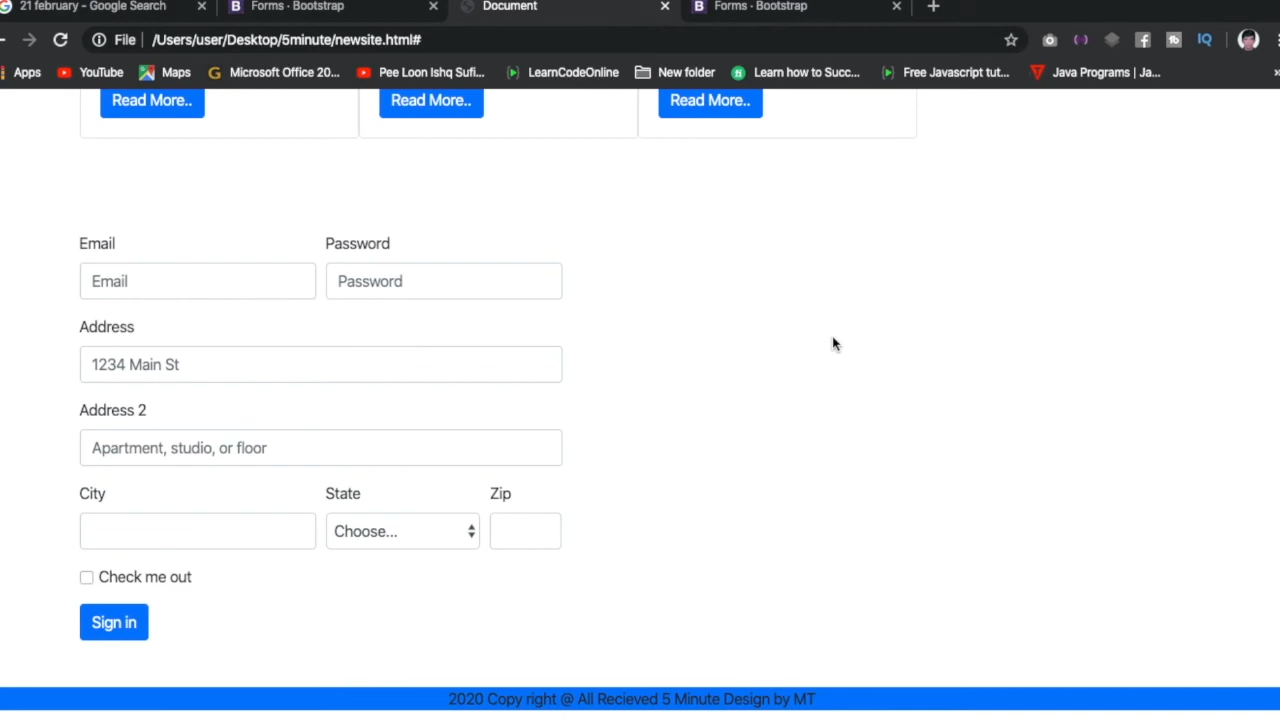 21 february - Google Search
Forms · Bootstrap
Document
Forms · Bootstrap
File /Users/user/Desktop/5minute/newsite.html#
Apps YouTube Maps Microsoft Office 20... Pee Loon Ishq Sufi... LearnCodeOnline New folder Learn how to Succ... Free Javascript tut... Java Programs | Ja...
Read More.. Read More.. Read More..
Email Password
Email Password
Address
1234 Main St
Address 2
Apartment, studio, or floor
City State Zip
Choose...
Check me out
Sign in
2020 Copy right @ All Recieved 5 Minute Design by MT